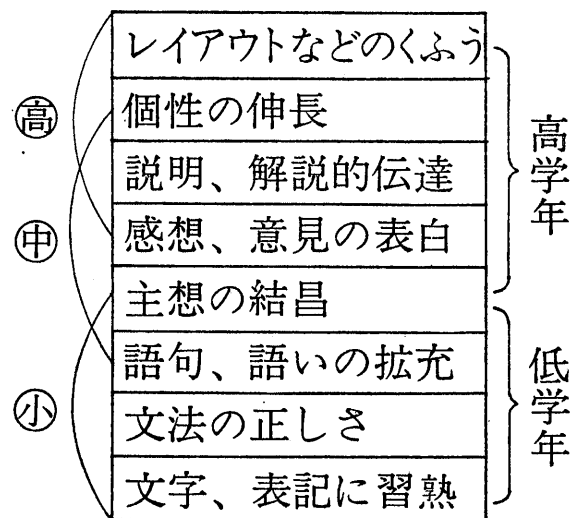 レイアウトなどのくふう
個性の伸長
説明、解説的伝達
感想、意見の表白
主想の結昌
語句、語いの拡充
文法の正しさ
文字、表記に習熟
高
中
小
高学年
低学年